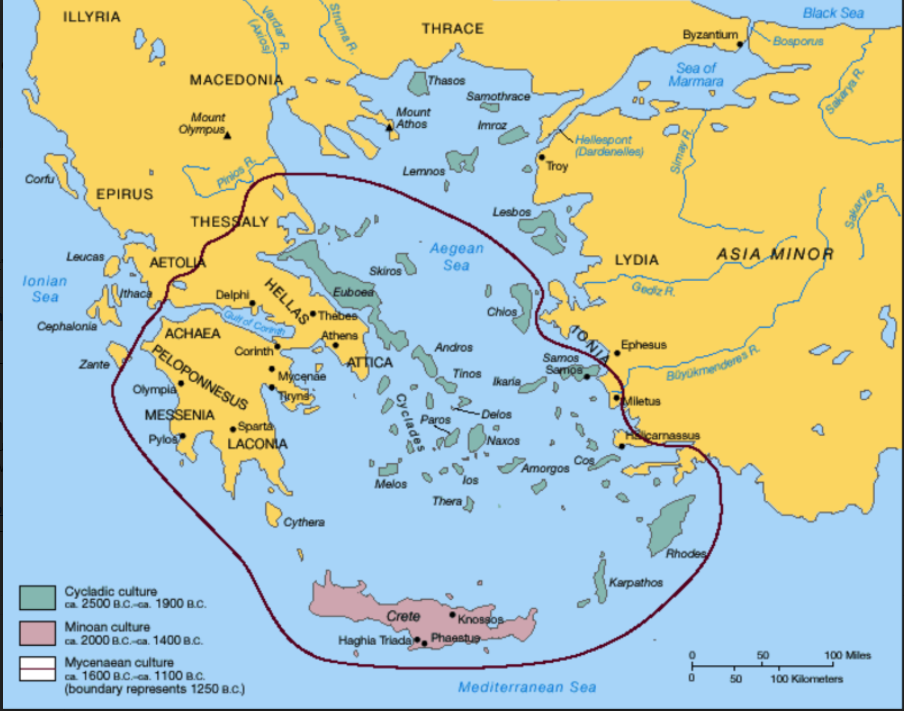 ILLYRIA
Vardar R.
(Axios)
Struma R.
THRACE
Black Sea
Byzantium
Bosporus
Sea of
Marmara
Sakarya R.
MACEDONIA
Thasos
Samothrace
Mount
Olympus
Mount
Athos
Imroz
Hellespont
(Dardenelles)
Simav R.
Troy
Lemnos
Pinios R.
Corfu
EPIRUS
Sakarya R.
THESSALY
Lesbos
Aegean
Sea
Leucas
AETOLIA
Skiros
LYDIA
ASIA MINOR
Ionian
Sea
Ithaca
Delphi
HELLAS
Euboea
Gediz R.
Cephalonia
Gulf of Corinth
Thebes
Chios
ACHAEA
Athens
IONIA
Corinth
Andros
Ephesus
Zante
PELOPONNESUS
ATTICA
Samos
Samos
Büyükmenderes R.
Mycenae
Tinos
Ikaria
Olympia
Tiryns
Miletus
MESSENIA
Cyclades
Paros
Delos
Sparta
Halicarnassus
Pylos
LACONIA
Naxos
Cos
Amorgos
Melos
Ios
Thera
Cythera
Rhodes
Karpathos
Crete
Knossos
Haghia Triada
Phaestus
Cycladic culture
ca. 2500 B.C.–ca. 1900 B.C.
Minoan culture
ca. 2000 B.C.–ca. 1400 B.C.
Mycenaean culture
ca. 1600 B.C.–ca. 1100 B.C.
(boundary represents 1250 B.C.)
0 50 100 Miles
0 50 100 Kilometers
Mediterranean Sea